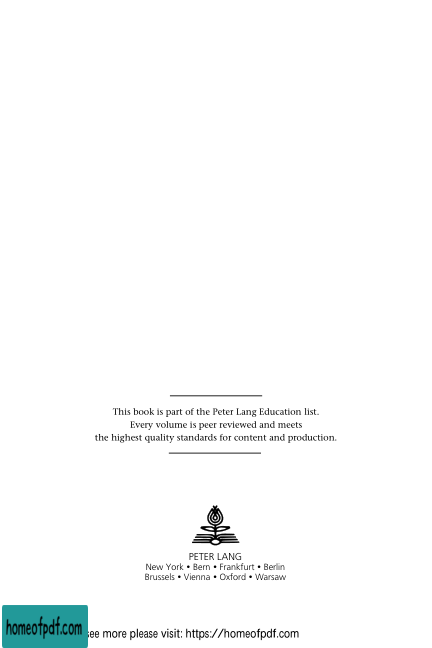 This book is part of the Peter Lang Education list.
Every volume is peer reviewed and meets
the highest quality standards for content and production.
PETER LANG
New York • Bern • Frankfurt • Berlin
Brussels • Vienna • Oxford • Warsaw
homeofpdf.com
see more please visit: https://homeofpdf.com